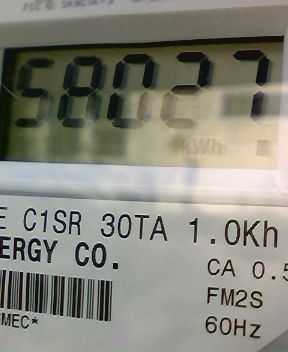 58027
kWh
E C1SR 30TA 1.0Kh
ERGY CO.
CA 0.5
FM2S
MEC*
60Hz